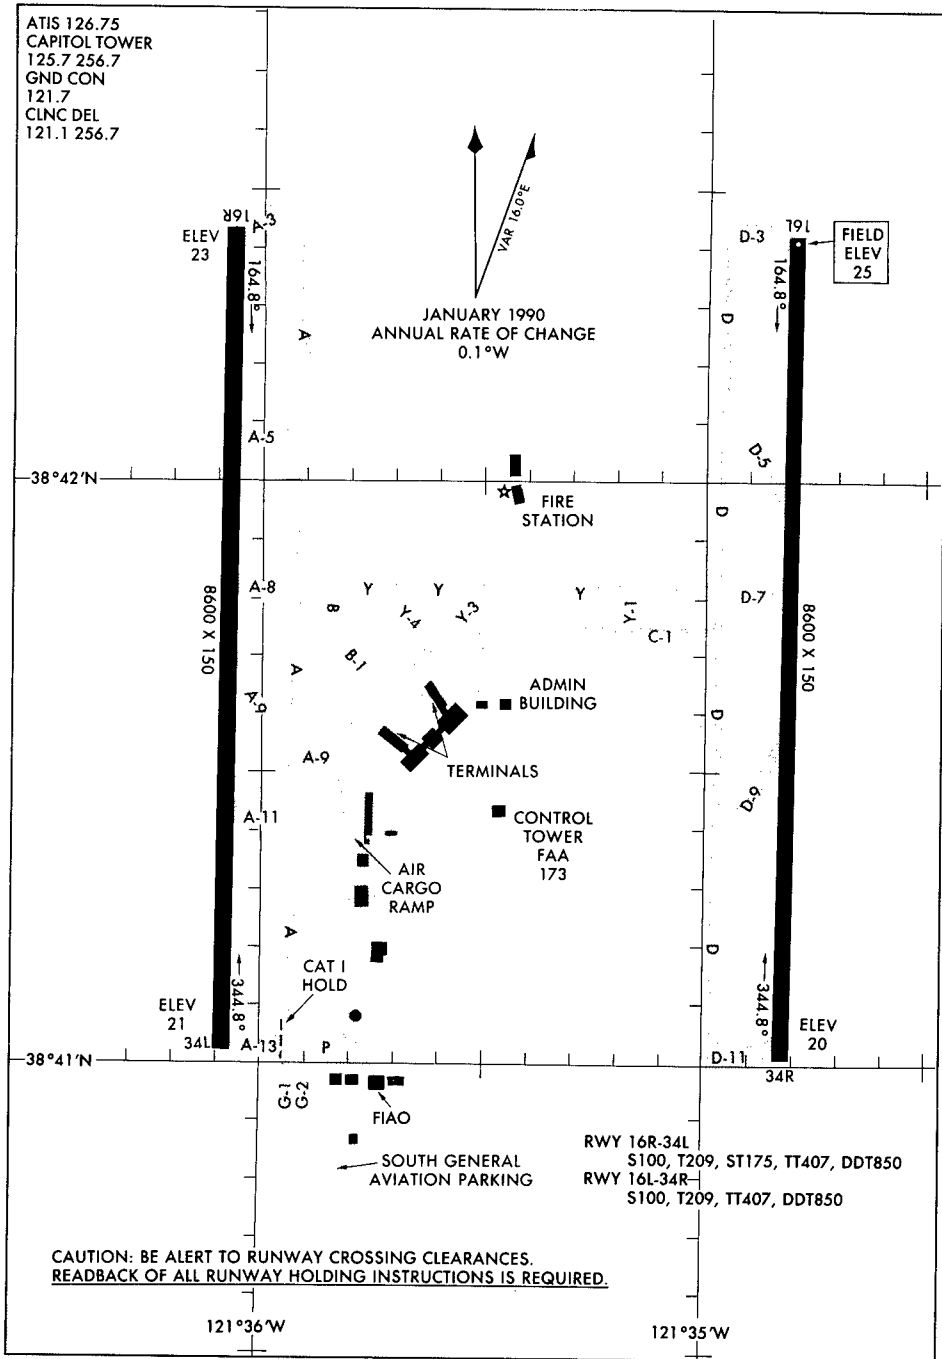 ATIS 126.75
CAPITOL TOWER
125.7 256.7
GND CON
121.7
CLNC DEL
121.1 256.7
VAR 16.0°E
JANUARY 1990
ANNUAL RATE OF CHANGE
0.1°W
16R
A-3
ELEV
23
164.8°
A
A-5
16L
D-3
FIELD
ELEV
25
164.8°
D
D-5
38°42'N
FIRE
STATION
D
8600 X 150
A-8
B
Y
Y-4
Y
Y-3
Y
Y-1
C-1
D-7
8600 X 150
A
B-1
A-9
ADMIN
BUILDING
D
A-9
TERMINALS
D-9
A-11
CONTROL
TOWER
FAA
173
AIR
CARGO
RAMP
A
D
CAT I
HOLD
344.8°
ELEV
21
34L
A-13
P
344.8°
ELEV
20
D-11
34R
38°41'N
G-1
G-2
FIAO
SOUTH GENERAL
AVIATION PARKING
RWY 16R-34L
S100, T209, ST175, TT407, DDT850
RWY 16L-34R
S100, T209, TT407, DDT850
CAUTION: BE ALERT TO RUNWAY CROSSING CLEARANCES.
READBACK OF ALL RUNWAY HOLDING INSTRUCTIONS IS REQUIRED.
121°36'W
121°35'W